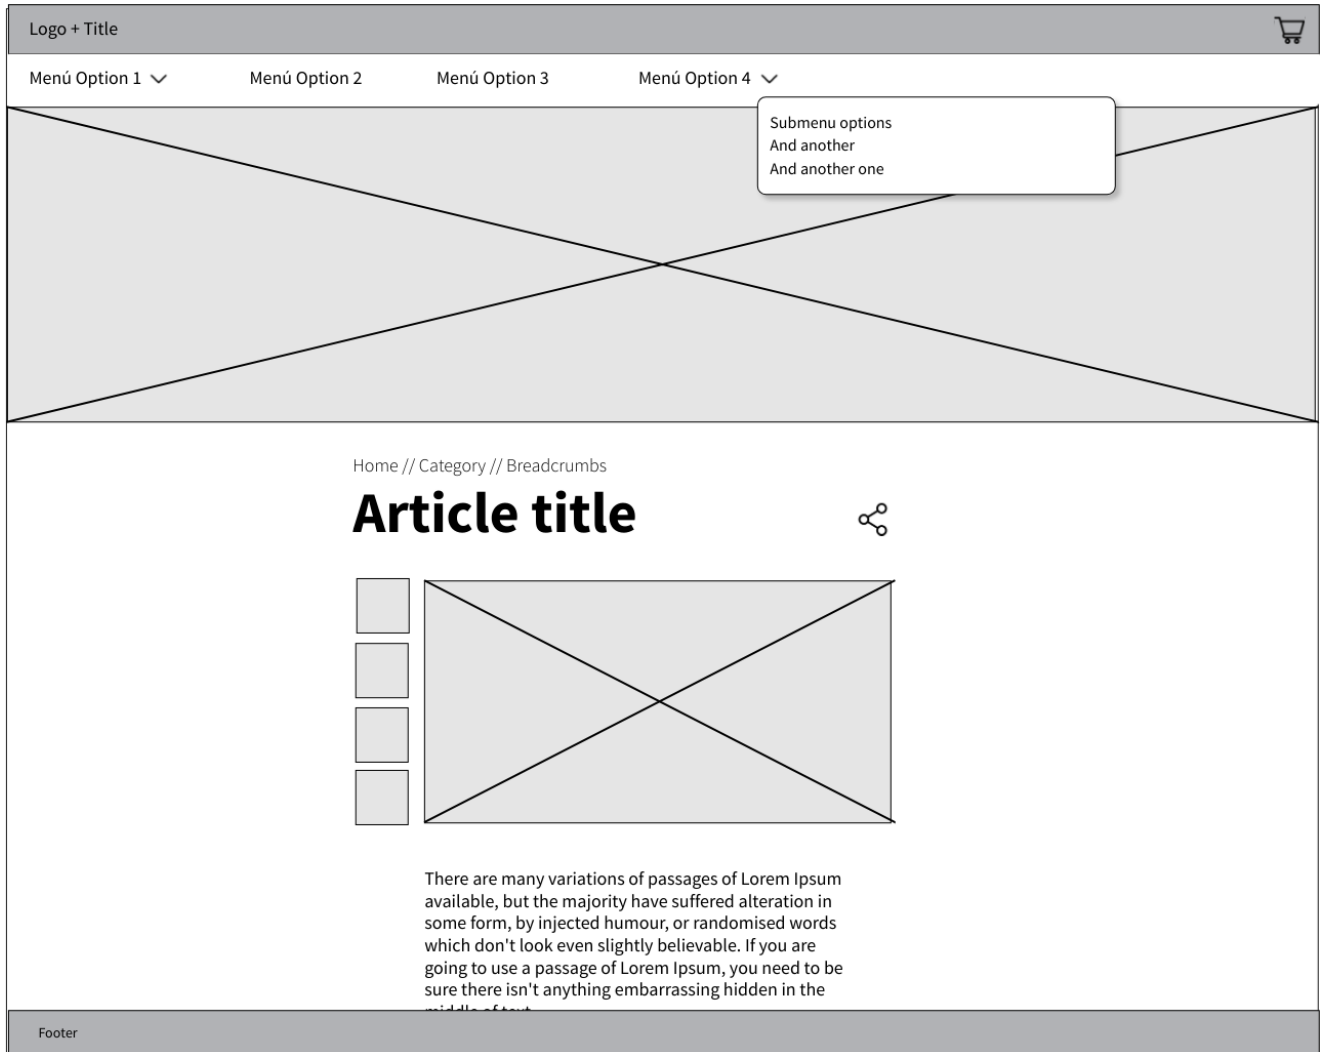 Logo + Title
Menú Option 1
Menú Option 2
Menú Option 3
Menú Option 4
Submenu options
And another
And another one
Home // Category // Breadcrumbs
Article title
There are many variations of passages of Lorem Ipsum
available, but the majority have suffered alteration in
some form, by injected humour, or randomised words
which don't look even slightly believable. If you are
going to use a passage of Lorem Ipsum, you need to be
sure there isn't anything embarrassing hidden in the
middle of text.
Footer